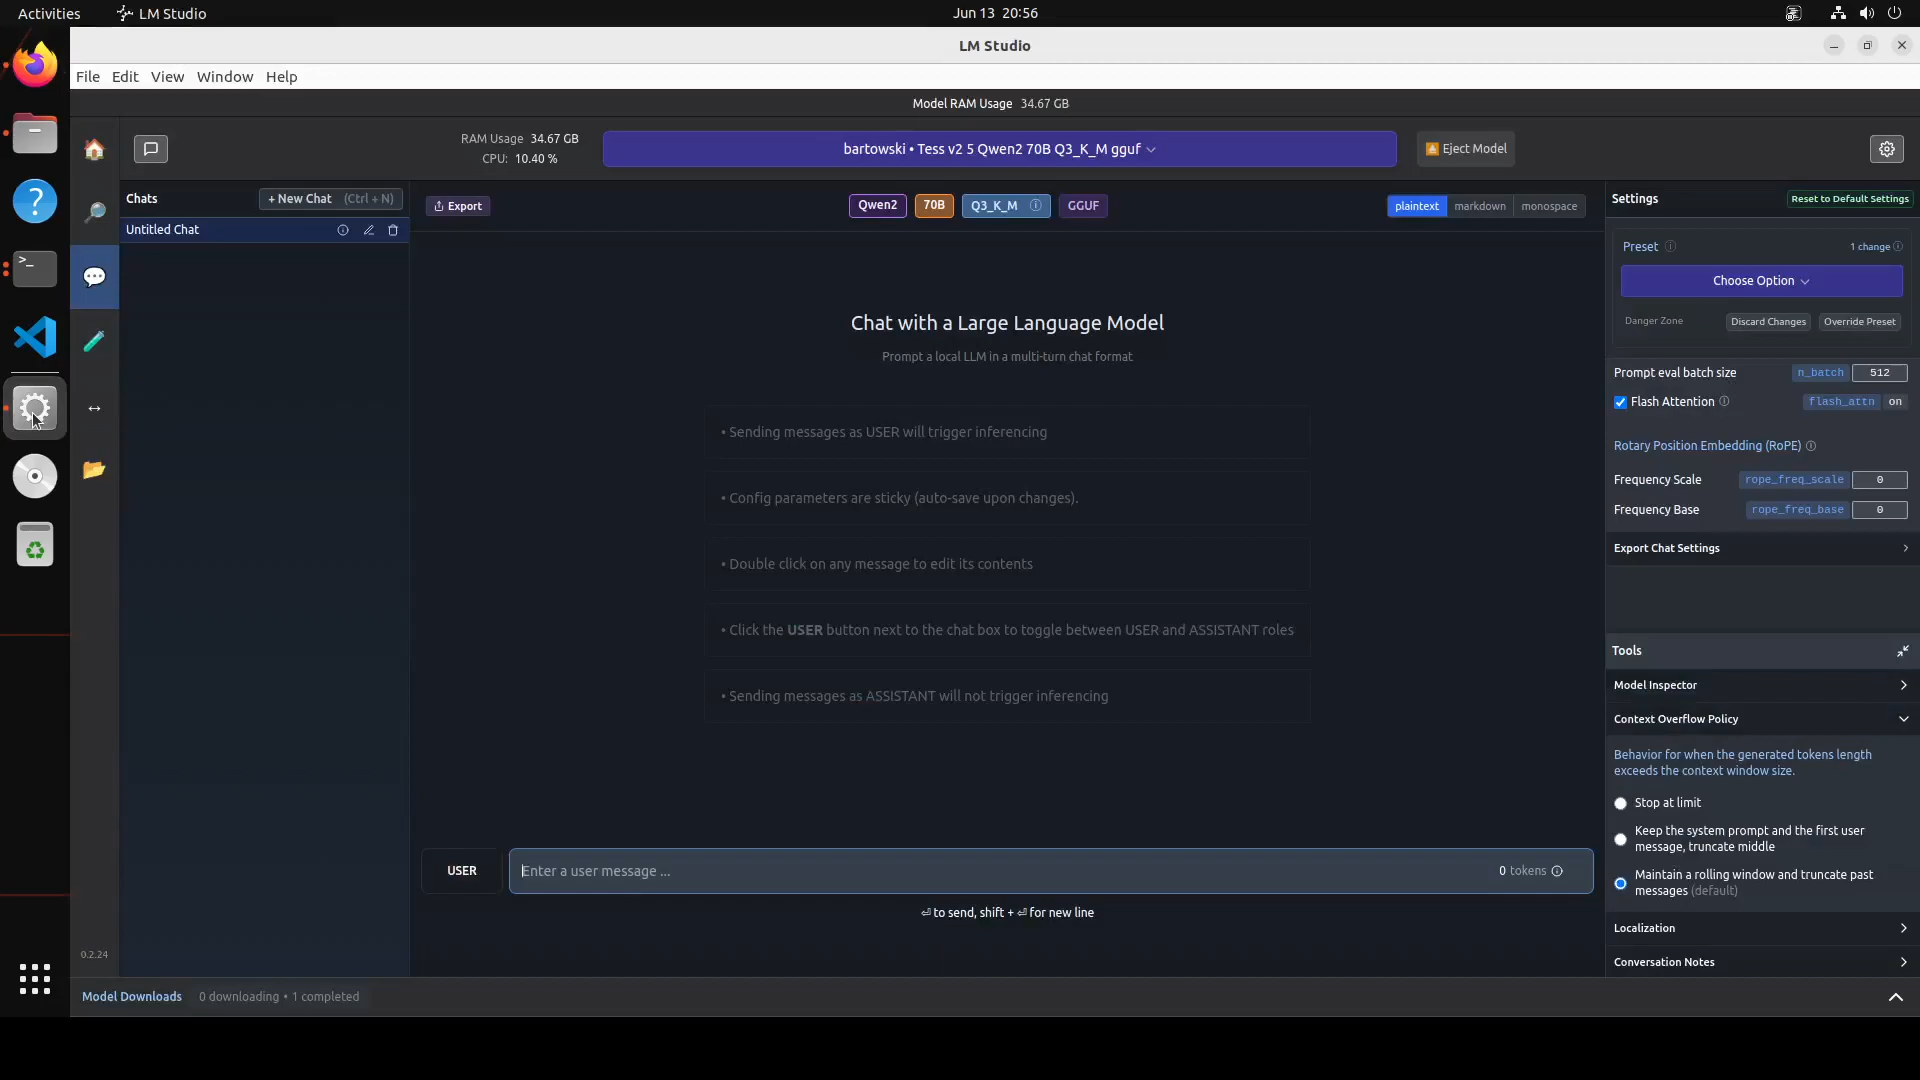 Activities
LM Studio
Jun 13 20:56
LM Studio
File Edit View Window Help
Model RAM Usage 34.67 GB
RAM Usage 34.67 GB
CPU: 10.40 %
bartowski • Tess v2 5 Qwen2 70B Q3_K_M gguf
Eject Model
Chats
+ New Chat (Ctrl + N)
Untitled Chat
Export
Qwen2 70B Q3_K_M GGUF
plaintext markdown monospace
Chat with a Large Language Model
Prompt a local LLM in a multi-turn chat format
• Sending messages as USER will trigger inferencing
• Config parameters are sticky (auto-save upon changes).
• Double click on any message to edit its contents
• Click the USER button next to the chat box to toggle between USER and ASSISTANT roles
• Sending messages as ASSISTANT will not trigger inferencing
USER
Enter a user message ...
0 tokens
⏎ to send, shift + ⏎ for new line
0.2.24
Settings
Reset to Default Settings
Preset
1 change
Choose Option
Danger Zone
Discard Changes
Override Preset
Prompt eval batch size n_batch 512
Flash Attention flash_attn on
Rotary Position Embedding (RoPE)
Frequency Scale rope_freq_scale 0
Frequency Base rope_freq_base 0
Export Chat Settings
Tools
Model Inspector
Context Overflow Policy
Behavior for when the generated tokens length
exceeds the context window size.
Stop at limit
Keep the system prompt and the first user
message, truncate middle
Maintain a rolling window and truncate past
messages (default)
Localization
Conversation Notes
Model Downloads 0 downloading • 1 completed